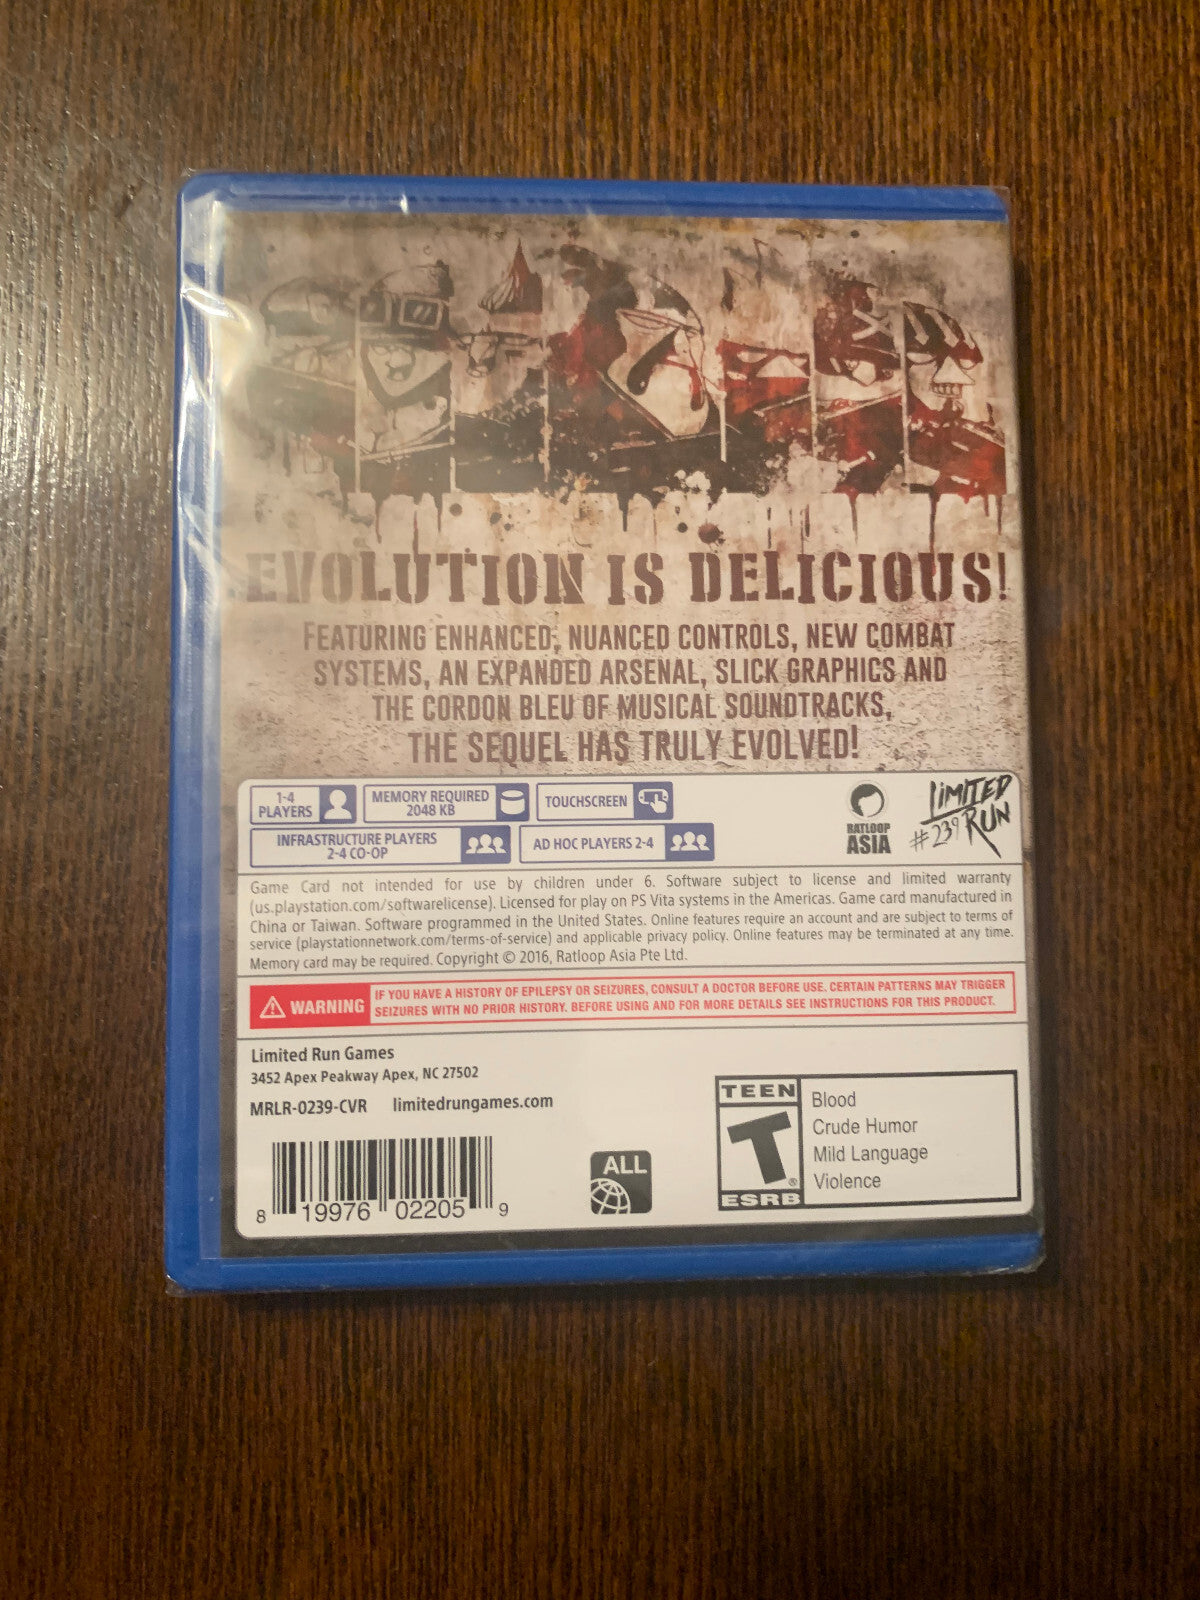 EVOLUTION IS DELICIOUS!
FEATURING ENHANCED, NUANCED CONTROLS, NEW COMBAT
SYSTEMS, AN EXPANDED ARSENAL, SLICK GRAPHICS AND
THE CORDON BLEU OF MUSICAL SOUNDTRACKS,
THE SEQUEL HAS TRULY EVOLVED!
1-4
PLAYERS
MEMORY REQUIRED
2048 KB
TOUCHSCREEN
INFRASTRUCTURE PLAYERS
2-4 CO-OP
AD HOC PLAYERS 2-4
RATLOOP
ASIA
LIMITED
RUN
#239
Game Card not intended for use by children under 6. Software subject to license and limited warranty
(us.playstation.com/softwarelicense). Licensed for play on PS Vita systems in the Americas. Game card manufactured in
China or Taiwan. Software programmed in the United States. Online features require an account and are subject to terms of
service (playstationnetwork.com/terms-of-service) and applicable privacy policy. Online features may be terminated at any time.
Memory card may be required. Copyright © 2016, Ratloop Asia Pte Ltd.
WARNING
IF YOU HAVE A HISTORY OF EPILEPSY OR SEIZURES, CONSULT A DOCTOR BEFORE USE. CERTAIN PATTERNS MAY TRIGGER
SEIZURES WITH NO PRIOR HISTORY. BEFORE USING AND FOR MORE DETAILS SEE INSTRUCTIONS FOR THIS PRODUCT.
Limited Run Games
3452 Apex Peakway Apex, NC 27502
MRLR-0239-CVR limitedrungames.com
8 19976 02205 9
ALL
TEEN
T
®
ESRB
Blood
Crude Humor
Mild Language
Violence